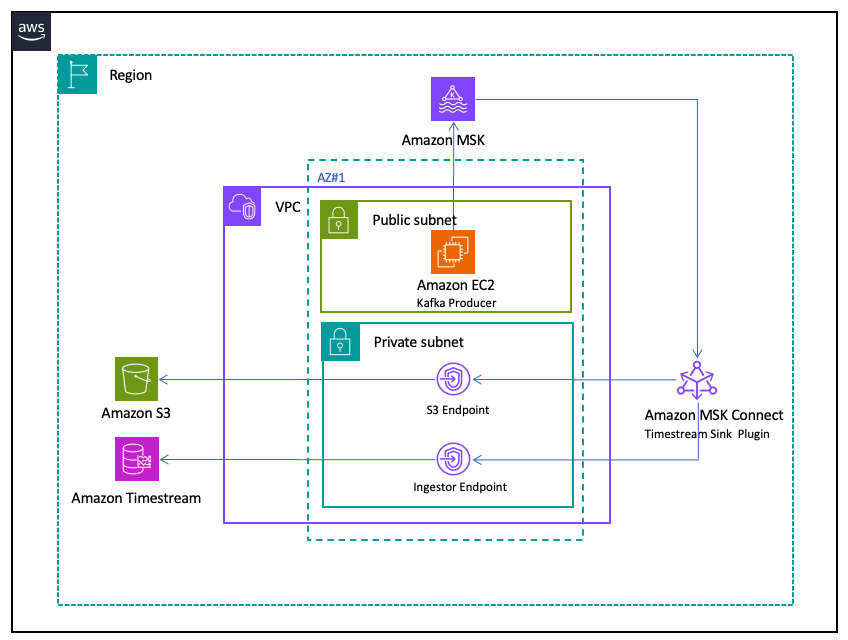 aws
Region
Amazon MSK
AZ#1
VPC
Public subnet
Amazon EC2
Kafka Producer
Private subnet
S3 Endpoint
Amazon S3
Amazon MSK Connect
Timestream Sink Plugin
Ingestor Endpoint
Amazon Timestream